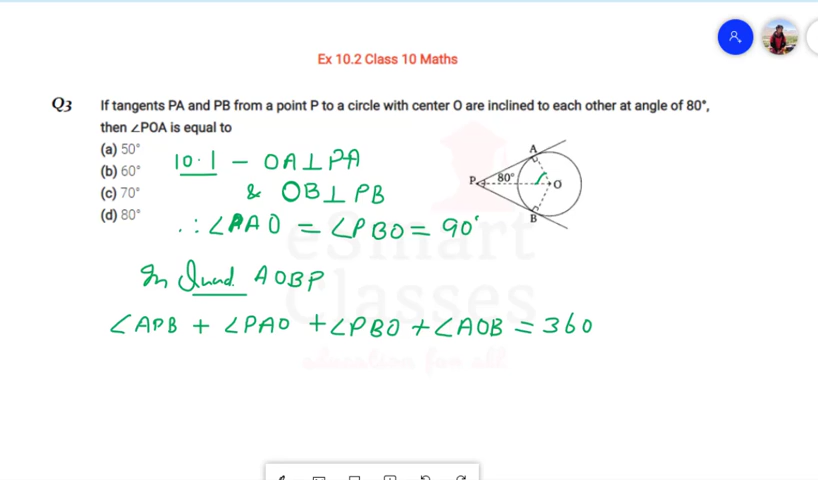 Ex 10.2 Class 10 Maths
Q3 If tangents PA and PB from a point P to a circle with center O are inclined to each other at angle of 80°,
then ∠POA is equal to
(a) 50°
(b) 60°
(c) 70°
(d) 80°
10.1 - OA⊥PA
& OB⊥PB
∴ ∠PAO = ∠PBO = 90°
In Quad. AOBP
∠APB + ∠PAO + ∠PBO + ∠AOB = 360
A
P 80° O
B
eSmart
Classes
education for all